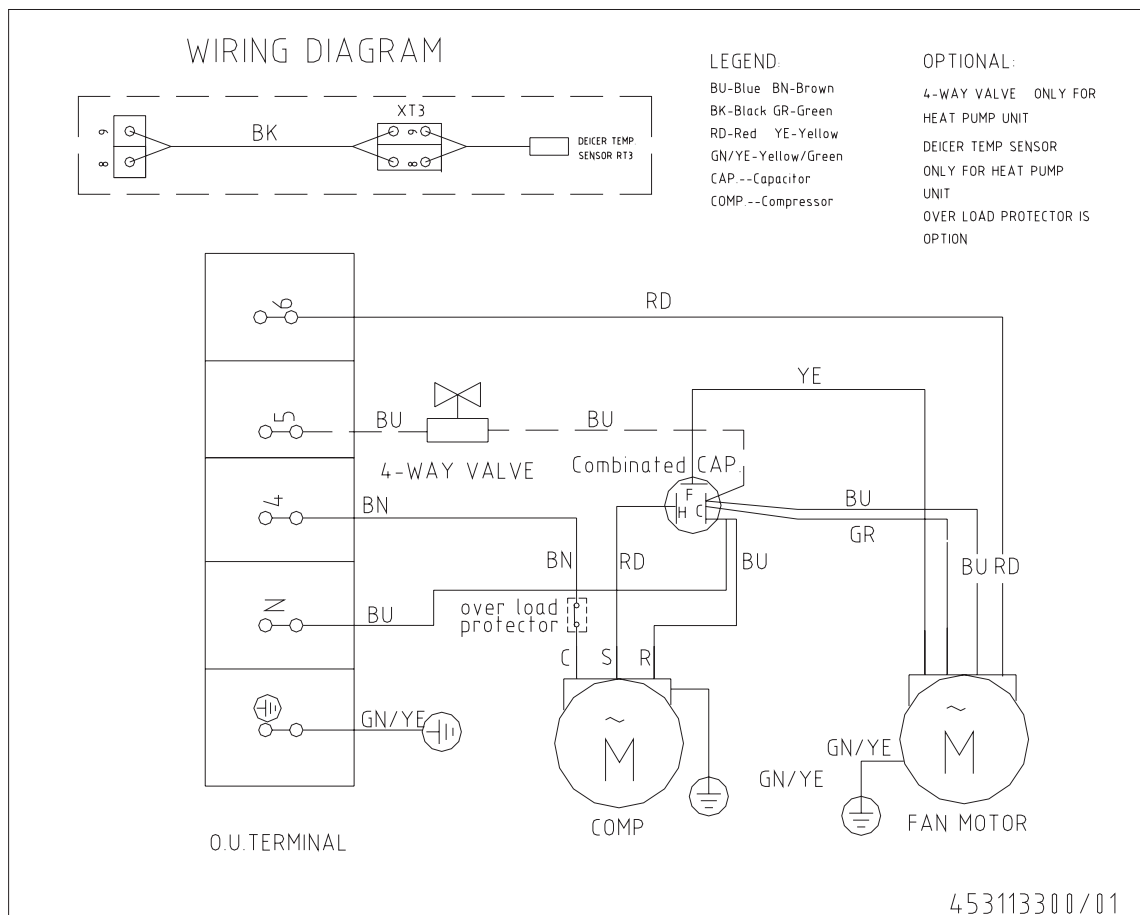 WIRING DIAGRAM
XT3
9
8
BK
9
8
DEICER TEMP.
SENSOR RT3
LEGEND:
BU-Blue BN-Brown
BK-Black GR-Green
RD-Red YE-Yellow
GN/YE-Yellow/Green
CAP.--Capacitor
COMP.--Compressor
OPTIONAL:
4-WAY VALVE ONLY FOR
HEAT PUMP UNIT
DEICER TEMP SENSOR
ONLY FOR HEAT PUMP
UNIT
OVER LOAD PROTECTOR IS
OPTION
6
RD
YE
5
BU
BU
4-WAY VALVE
Combinated CAP.
F
H C
4
BN
BU
GR
BN
RD
BU
BU RD
N
BU
over load
protector
C S R
GN/YE
~
M
~
M
GN/YE
GN/YE
COMP
FAN MOTOR
O.U.TERMINAL
453113300/01